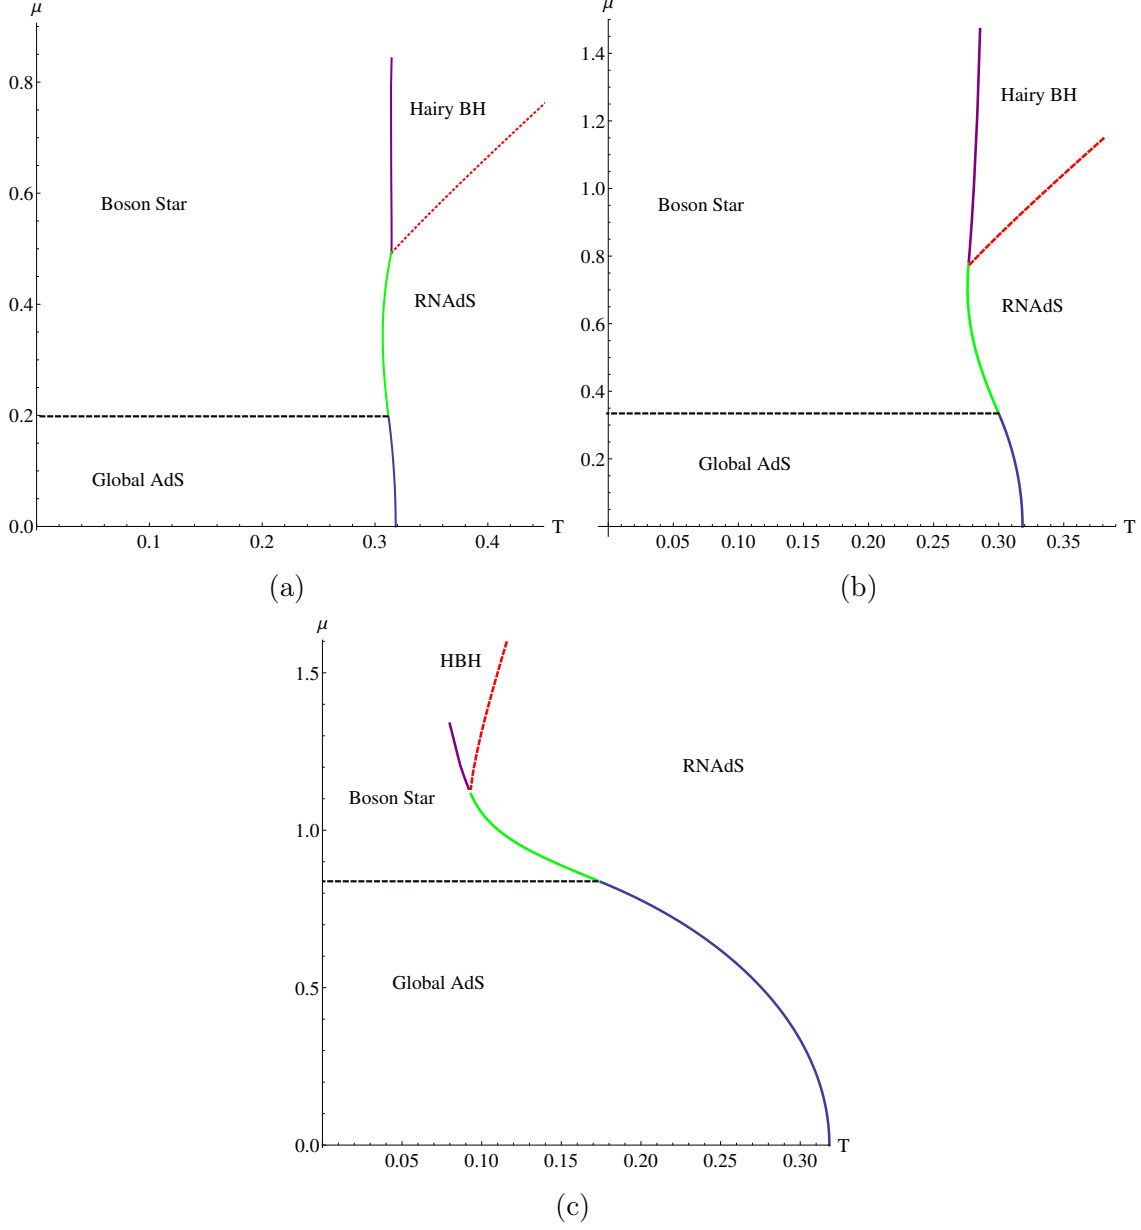 μ
0.8
0.6
0.4
0.2
0.0
0.1
0.2
0.3
0.4
T
Boson Star
Hairy BH
RNAdS
Global AdS
(a)
μ
1.4
1.2
1.0
0.8
0.6
0.4
0.2
0.05
0.10
0.15
0.20
0.25
0.30
0.35
T
Hairy BH
Boson Star
RNAdS
Global AdS
(b)
μ
1.5
1.0
0.5
0.0
0.05
0.10
0.15
0.20
0.25
0.30
T
HBH
RNAdS
Boson Star
Global AdS
(c)